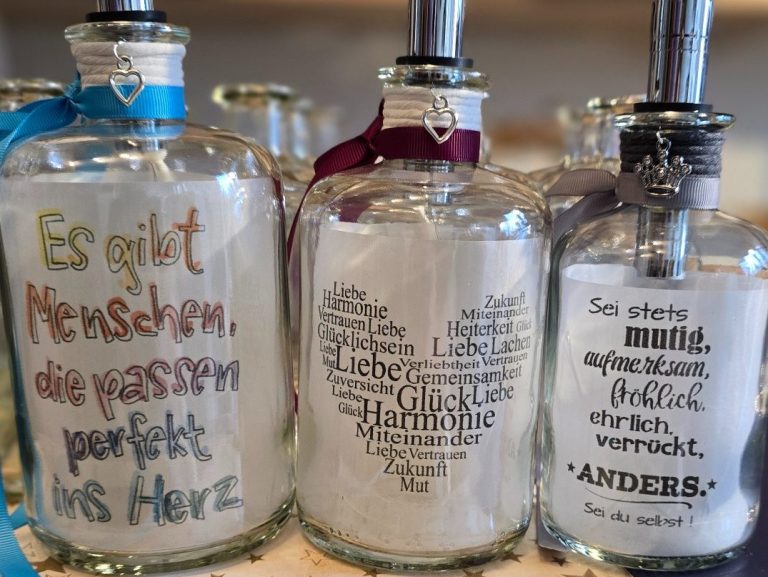 Es gibt
Menschen,
die passen
perfekt
ins Herz
Liebe
Harmonie
Vertrauen Liebe
Glücklichsein
Liebe
Mut Liebe
Zuversicht
Liebe
Glück
Zukunft
Miteinander
Heiterkeit Glück
Liebe Lachen
Verliebtheit Vertrauen
Gemeinsamkeit
Glück Liebe
Harmonie
Miteinander
Liebe Vertrauen
Zukunft
Mut
Sei stets
mutig,
aufmerksam,
fröhlich,
ehrlich,
verrückt,
*ANDERS.*
Sei du selbst!